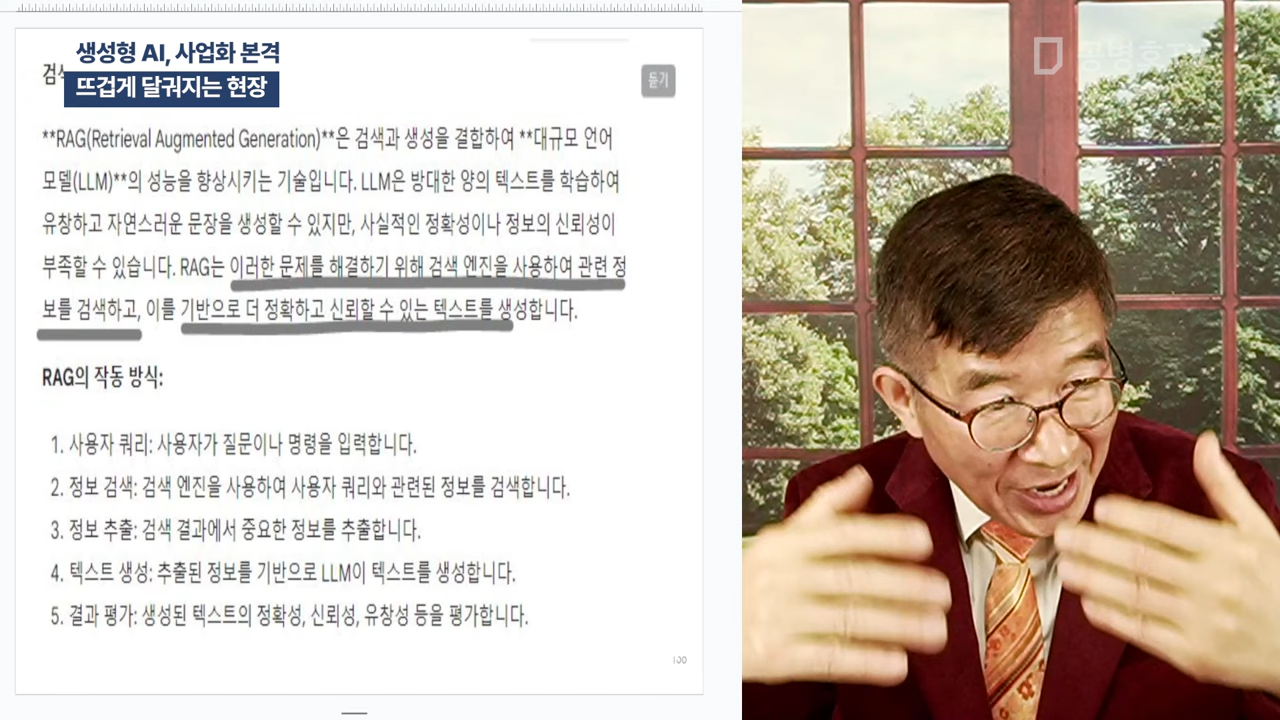 생성형 AI, 사업화 본격
뜨겁게 달궈지는 현장
검색
듣기
**RAG(Retrieval Augmented Generation)**은 검색과 생성을 결합하여 **대규모 언어
모델(LLM)**의 성능을 향상시키는 기술입니다. LLM은 방대한 양의 텍스트를 학습하여
유창하고 자연스러운 문장을 생성할 수 있지만, 사실적인 정확성이나 정보의 신뢰성이
부족할 수 있습니다. RAG는 이러한 문제를 해결하기 위해 검색 엔진을 사용하여 관련 정
보를 검색하고, 이를 기반으로 더 정확하고 신뢰할 수 있는 텍스트를 생성합니다.
RAG의 작동 방식:
1. 사용자 쿼리: 사용자가 질문이나 명령을 입력합니다.
2. 정보 검색: 검색 엔진을 사용하여 사용자 쿼리와 관련된 정보를 검색합니다.
3. 정보 추출: 검색 결과에서 중요한 정보를 추출합니다.
4. 텍스트 생성: 추출된 정보를 기반으로 LLM이 텍스트를 생성합니다.
5. 결과 평가: 생성된 텍스트의 정확성, 신뢰성, 유창성 등을 평가합니다.